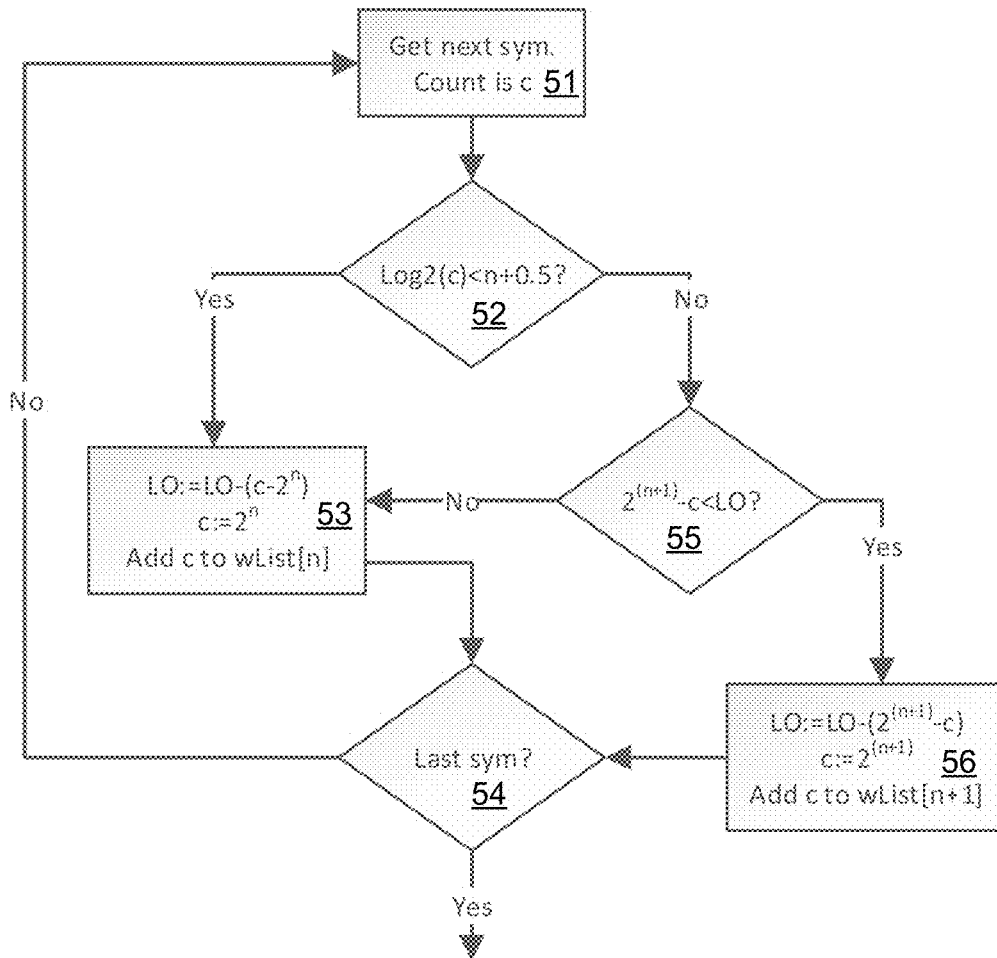 Get next sym.
Count is c 51
Log2(c)<n+0.5?
52
Yes
No
No
LO:=LO-(c-2^n)
c:=2^n 53
Add c to wList[n]
No
2^(n+1)-c<LO?
55
Yes
LO:=LO-(2^(n+1)-c)
c:=2^(n+1) 56
Add c to wList[n+1]
Last sym?
54
Yes